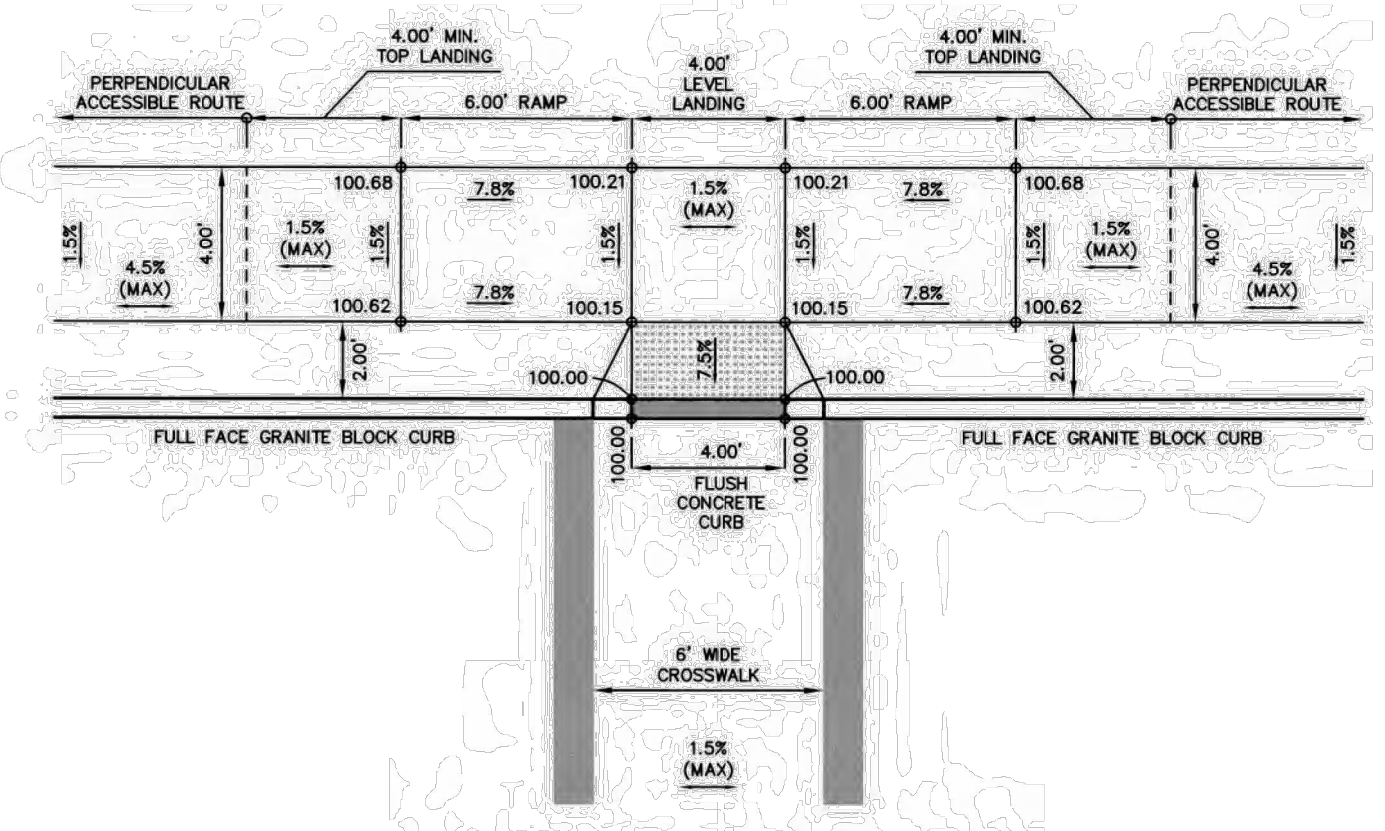 4.00' MIN.
TOP LANDING
4.00'
LEVEL
LANDING
4.00' MIN.
TOP LANDING
PERPENDICULAR
ACCESSIBLE ROUTE
6.00' RAMP
6.00' RAMP
PERPENDICULAR
ACCESSIBLE ROUTE
100.68
7.8%
100.21
1.5%
(MAX)
100.21
7.8%
100.68
1.5%
4.5%
(MAX)
4.00'
1.5%
(MAX)
1.5%
1.5%
1.5%
1.5%
1.5%
(MAX)
4.00'
4.5%
(MAX)
1.5%
100.62
7.8%
100.15
100.15
7.8%
100.62
2.00'
7.5%
2.00'
100.00
100.00
FULL FACE GRANITE BLOCK CURB
100.00
4.00'
100.00
FULL FACE GRANITE BLOCK CURB
FLUSH
CONCRETE
CURB
6' WIDE
CROSSWALK
1.5%
(MAX)